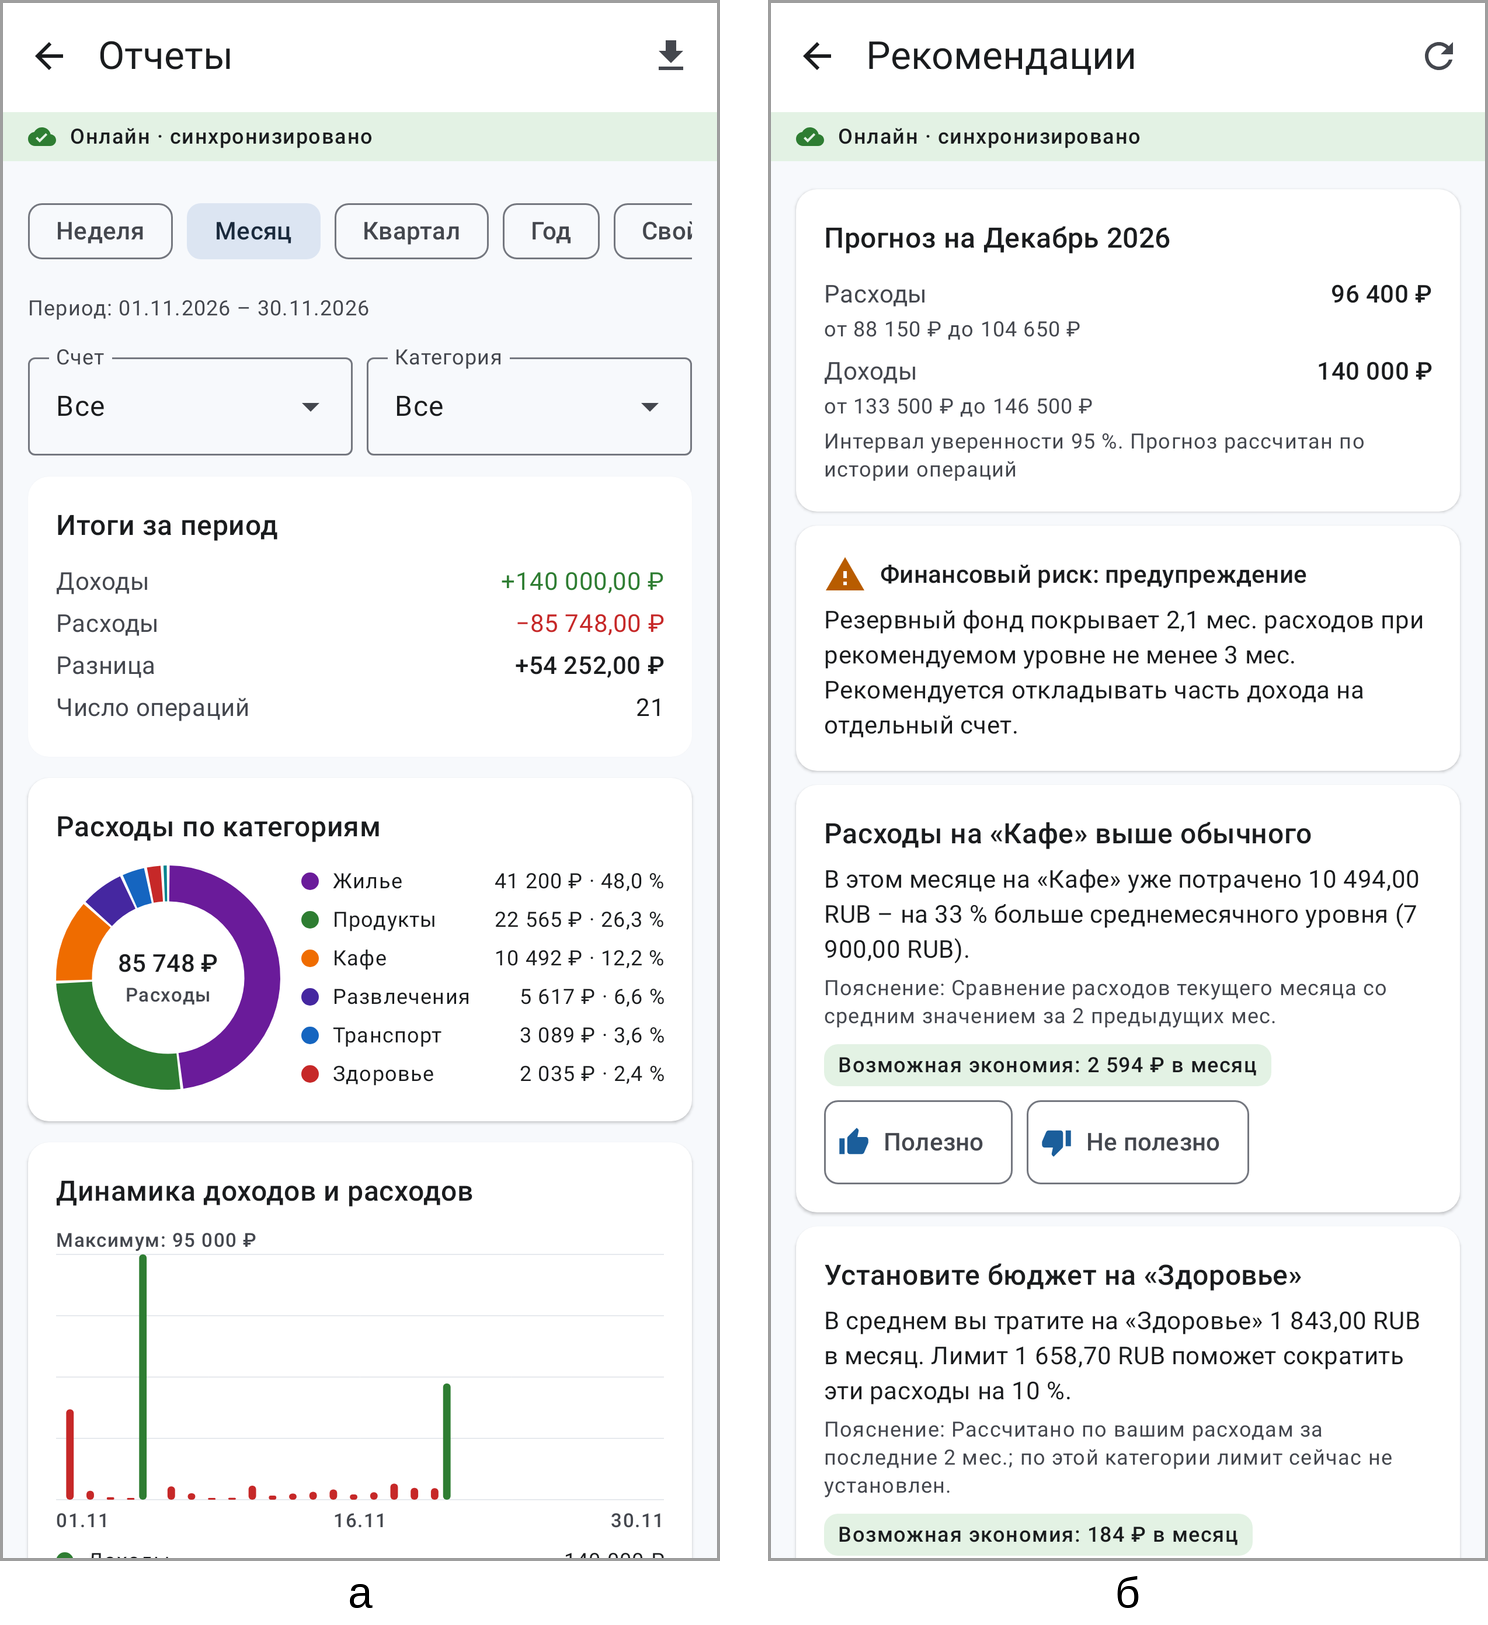 Отчеты
Онлайн · синхронизировано
Неделя
Месяц
Квартал
Год
Свой
Период: 01.11.2026 – 30.11.2026
Счет
Все
Категория
Все
Итоги за период
Доходы +140 000,00 ₽
Расходы −85 748,00 ₽
Разница +54 252,00 ₽
Число операций 21
Расходы по категориям
85 748 ₽
Расходы
Жилье 41 200 ₽ · 48,0 %
Продукты 22 565 ₽ · 26,3 %
Кафе 10 492 ₽ · 12,2 %
Развлечения 5 617 ₽ · 6,6 %
Транспорт 3 089 ₽ · 3,6 %
Здоровье 2 035 ₽ · 2,4 %
Динамика доходов и расходов
Максимум: 95 000 ₽
01.11 16.11 30.11
Доходы 140 000 ₽
а
Рекомендации
Онлайн · синхронизировано
Прогноз на Декабрь 2026
Расходы 96 400 ₽
от 88 150 ₽ до 104 650 ₽
Доходы 140 000 ₽
от 133 500 ₽ до 146 500 ₽
Интервал уверенности 95 %. Прогноз рассчитан по
истории операций
Финансовый риск: предупреждение
Резервный фонд покрывает 2,1 мес. расходов при
рекомендуемом уровне не менее 3 мес.
Рекомендуется откладывать часть дохода на
отдельный счет.
Расходы на «Кафе» выше обычного
В этом месяце на «Кафе» уже потрачено 10 494,00
RUB – на 33 % больше среднемесячного уровня (7
900,00 RUB).
Пояснение: Сравнение расходов текущего месяца со
средним значением за 2 предыдущих мес.
Возможная экономия: 2 594 ₽ в месяц
Полезно
Не полезно
Установите бюджет на «Здоровье»
В среднем вы тратите на «Здоровье» 1 843,00 RUB
в месяц. Лимит 1 658,70 RUB поможет сократить
эти расходы на 10 %.
Пояснение: Рассчитано по вашим расходам за
последние 2 мес.; по этой категории лимит сейчас не
установлен.
Возможная экономия: 184 ₽ в месяц
б